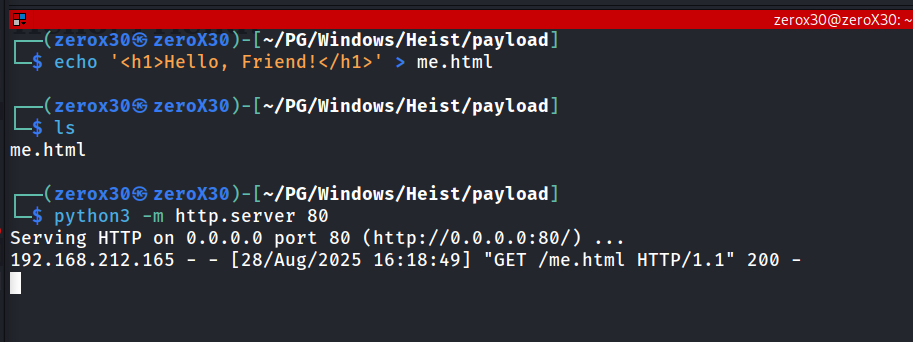 zerox30@zeroX30: ~
┌──(zerox30㉿zeroX30)-[~/PG/Windows/Heist/payload]
└─$ echo '<h1>Hello, Friend!</h1>' > me.html
┌──(zerox30㉿zeroX30)-[~/PG/Windows/Heist/payload]
└─$ ls
me.html
┌──(zerox30㉿zeroX30)-[~/PG/Windows/Heist/payload]
└─$ python3 -m http.server 80
Serving HTTP on 0.0.0.0 port 80 (http://0.0.0.0:80/) ...
192.168.212.165 - - [28/Aug/2025 16:18:49] "GET /me.html HTTP/1.1" 200 -